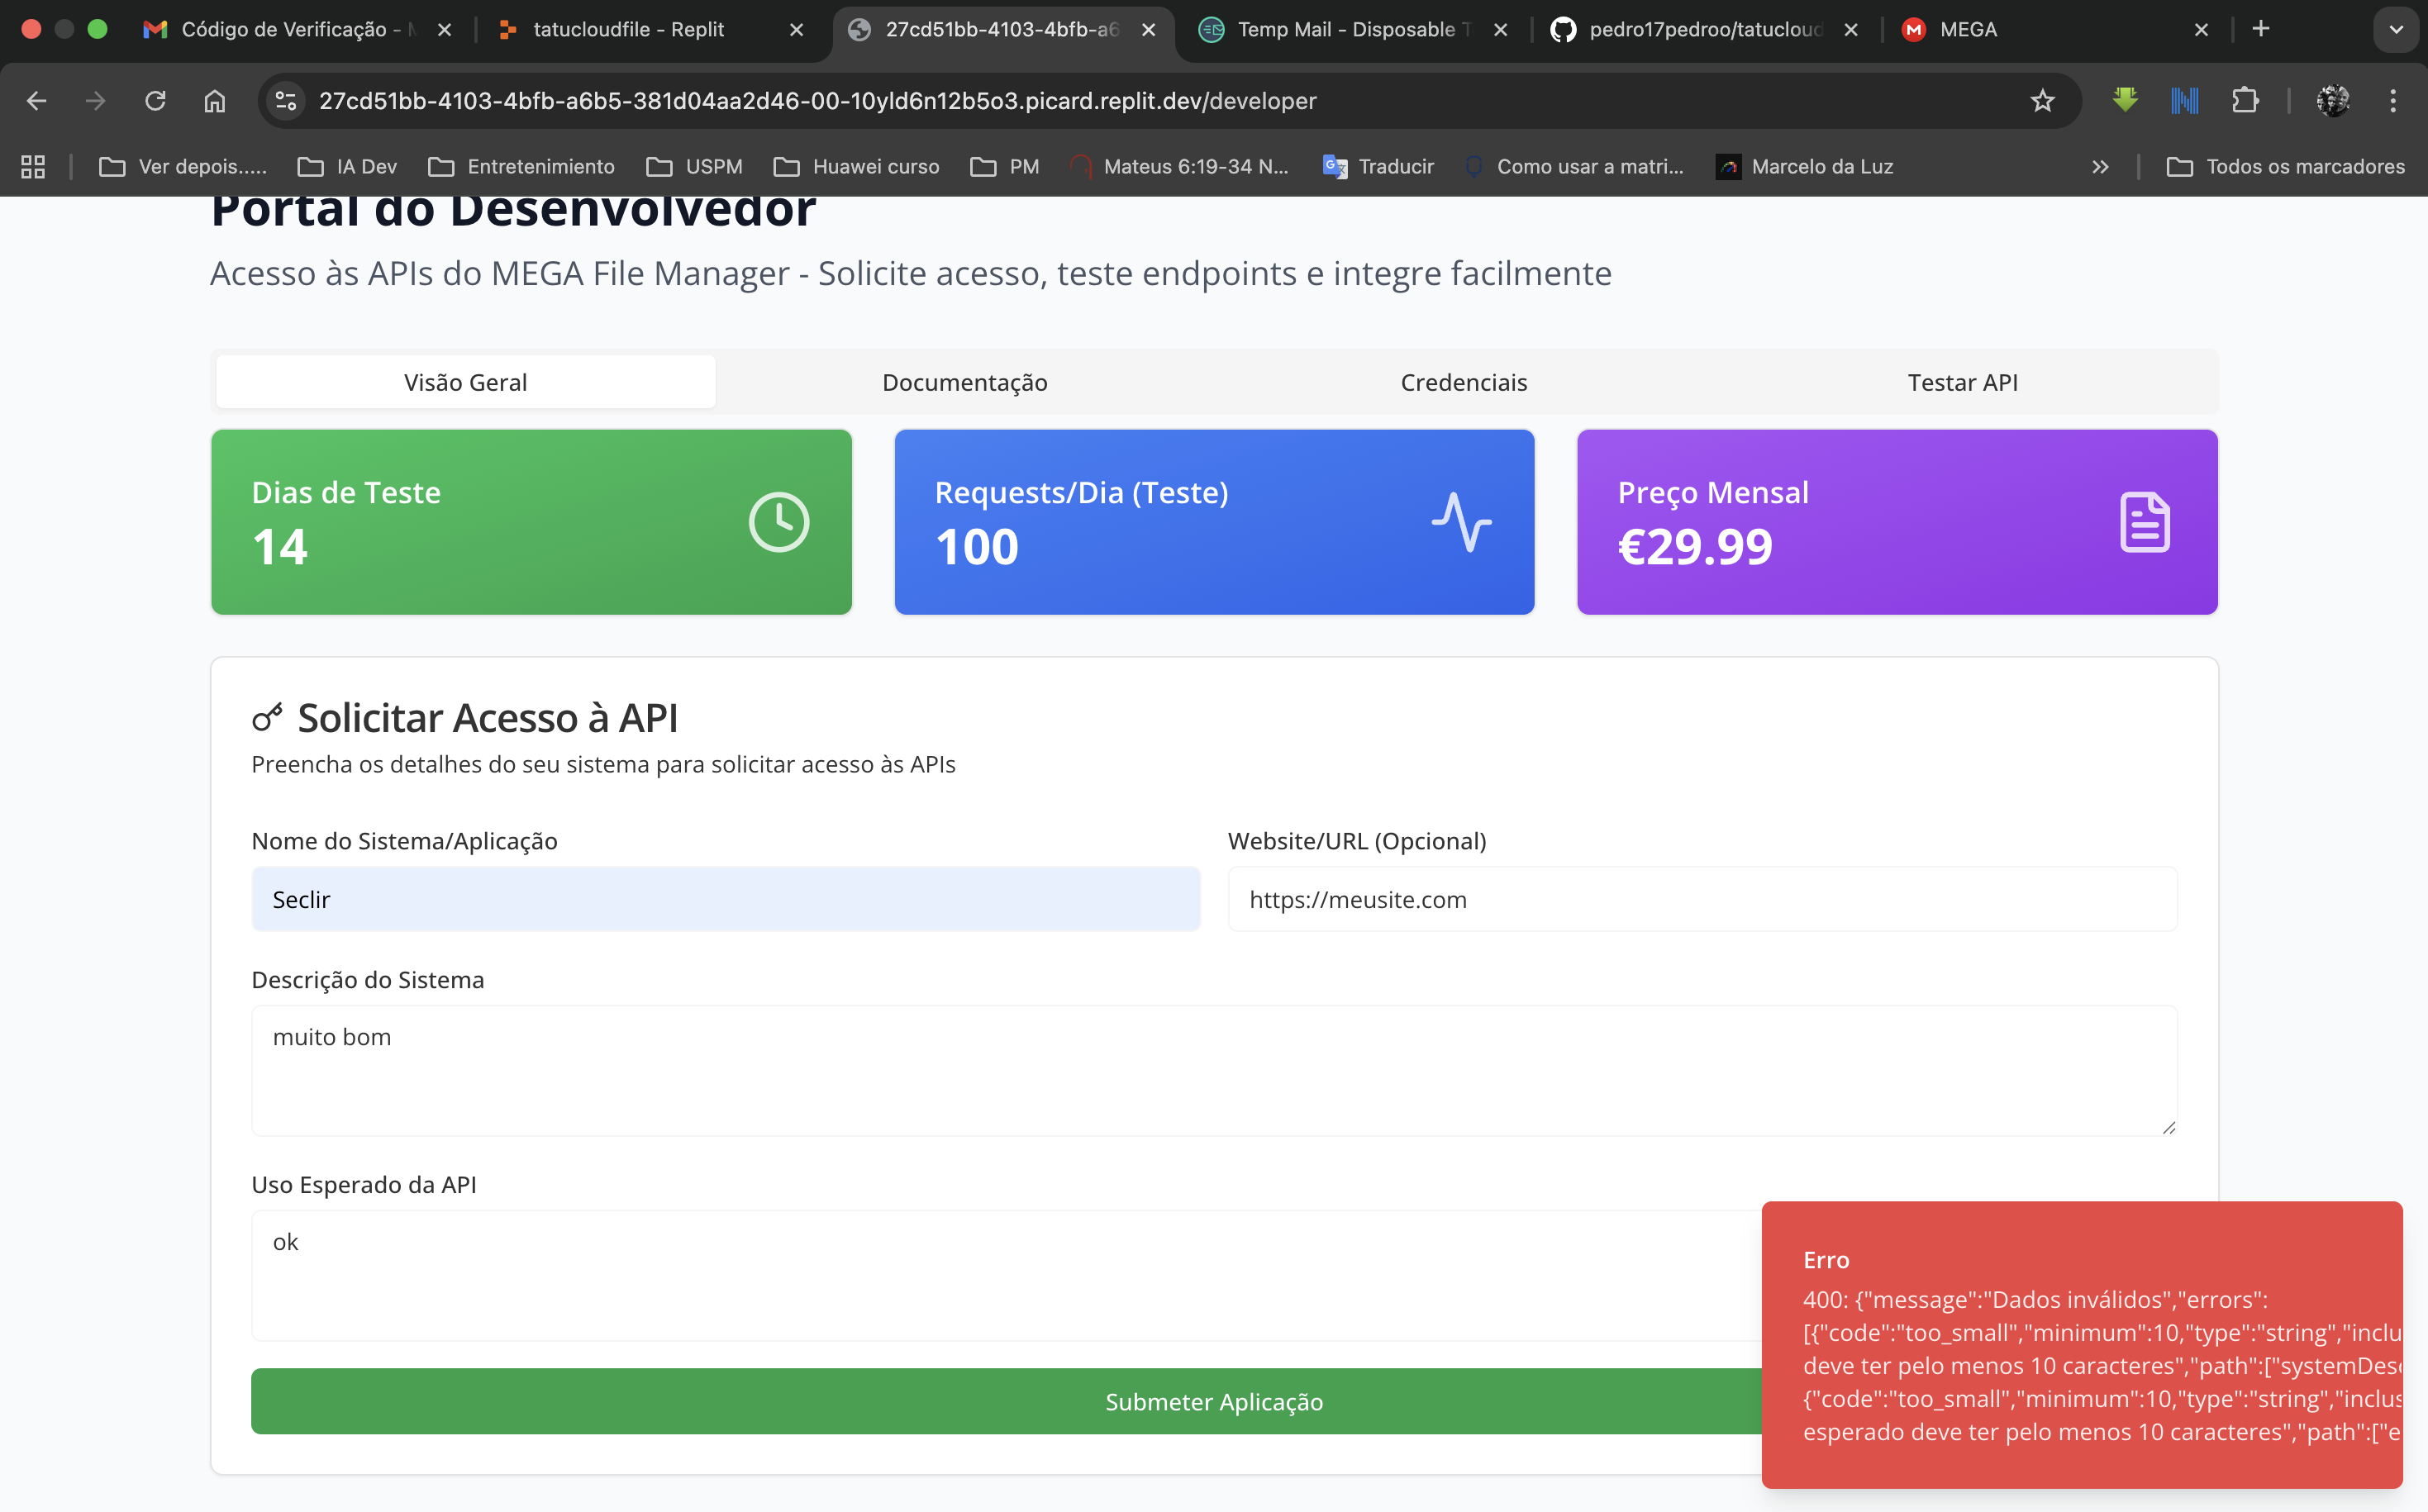 Código de Verificação -
tatucloudfile - Replit
27cd51bb-4103-4bfb-a6
Temp Mail - Disposable
pedro17pedroo/tatucloud
MEGA
27cd51bb-4103-4bfb-a6b5-381d04aa2d46-00-10yld6n12b5o3.picard.replit.dev/developer
Ver depois.....
IA Dev
Entretenimiento
USPM
Huawei curso
PM
Mateus 6:19-34 N...
Traducir
Como usar a matri...
Marcelo da Luz
Todos os marcadores
Portal do Desenvolvedor
Acesso às APIs do MEGA File Manager - Solicite acesso, teste endpoints e integre facilmente
Visão Geral
Documentação
Credenciais
Testar API
Dias de Teste
14
Requests/Dia (Teste)
100
Preço Mensal
€29.99
Solicitar Acesso à API
Preencha os detalhes do seu sistema para solicitar acesso às APIs
Nome do Sistema/Aplicação
Seclir
Website/URL (Opcional)
https://meusite.com
Descrição do Sistema
muito bom
Uso Esperado da API
ok
Submeter Aplicação
Erro
400: {"message":"Dados inválidos","errors":
[{"code":"too_small","minimum":10,"type":"string","inclu
deve ter pelo menos 10 caracteres","path":["systemDesc
{"code":"too_small","minimum":10,"type":"string","inclus
esperado deve ter pelo menos 10 caracteres","path":["e